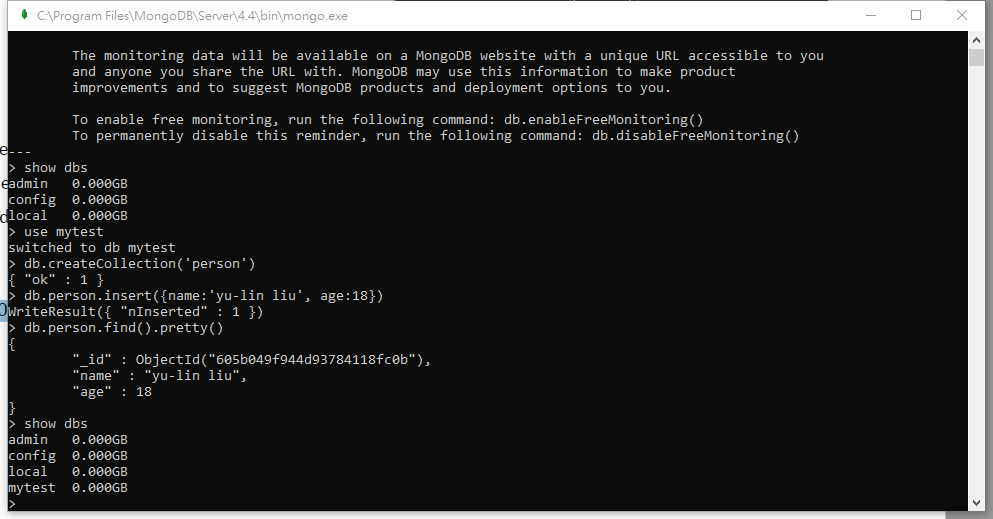 C:\Program Files\MongoDB\Server\4.4\bin\mongo.exe
The monitoring data will be available on a MongoDB website with a unique URL accessible to you
and anyone you share the URL with. MongoDB may use this information to make product
improvements and to suggest MongoDB products and deployment options to you.
To enable free monitoring, run the following command: db.enableFreeMonitoring()
To permanently disable this reminder, run the following command: db.disableFreeMonitoring()
---
> show dbs
admin   0.000GB
config  0.000GB
local   0.000GB
> use mytest
switched to db mytest
> db.createCollection('person')
{ "ok" : 1 }
> db.person.insert({name:'yu-lin liu', age:18})
WriteResult({ "nInserted" : 1 })
> db.person.find().pretty()
{
"_id" : ObjectId("605b049f944d93784118fc0b"),
"name" : "yu-lin liu",
"age" : 18
}
> show dbs
admin   0.000GB
config  0.000GB
local   0.000GB
mytest  0.000GB
>